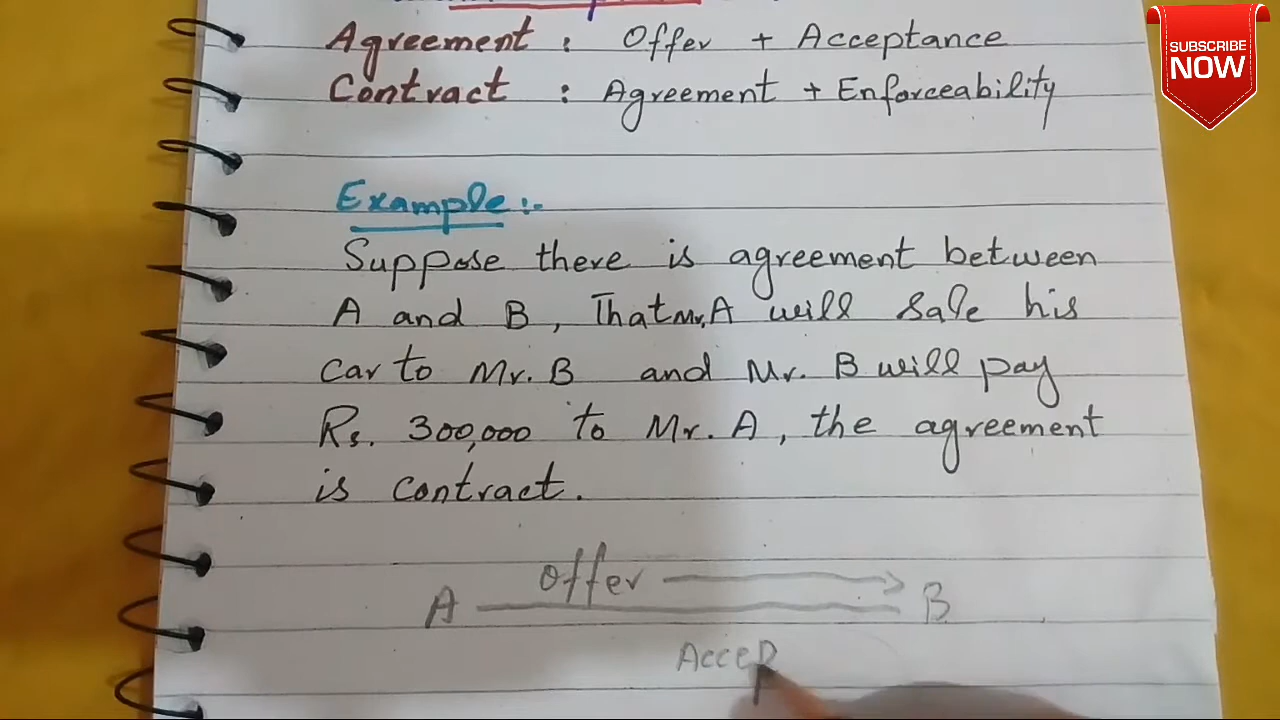 Agreement : Offer + Acceptance
Contract : Agreement + Enforceability
Example :-
Suppose there is agreement between
A and B, That Mr. A will sale his
car to Mr. B and Mr. B will pay
Rs. 300,000 to Mr. A, the agreement
is contract.
A Offer B
Accep
SUBSCRIBE
NOW